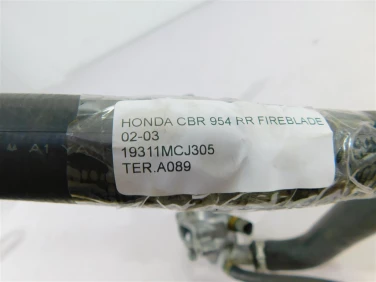 HONDA CBR 954 RR FIREBLADE
02-03
19311MCJ305
TER.A089